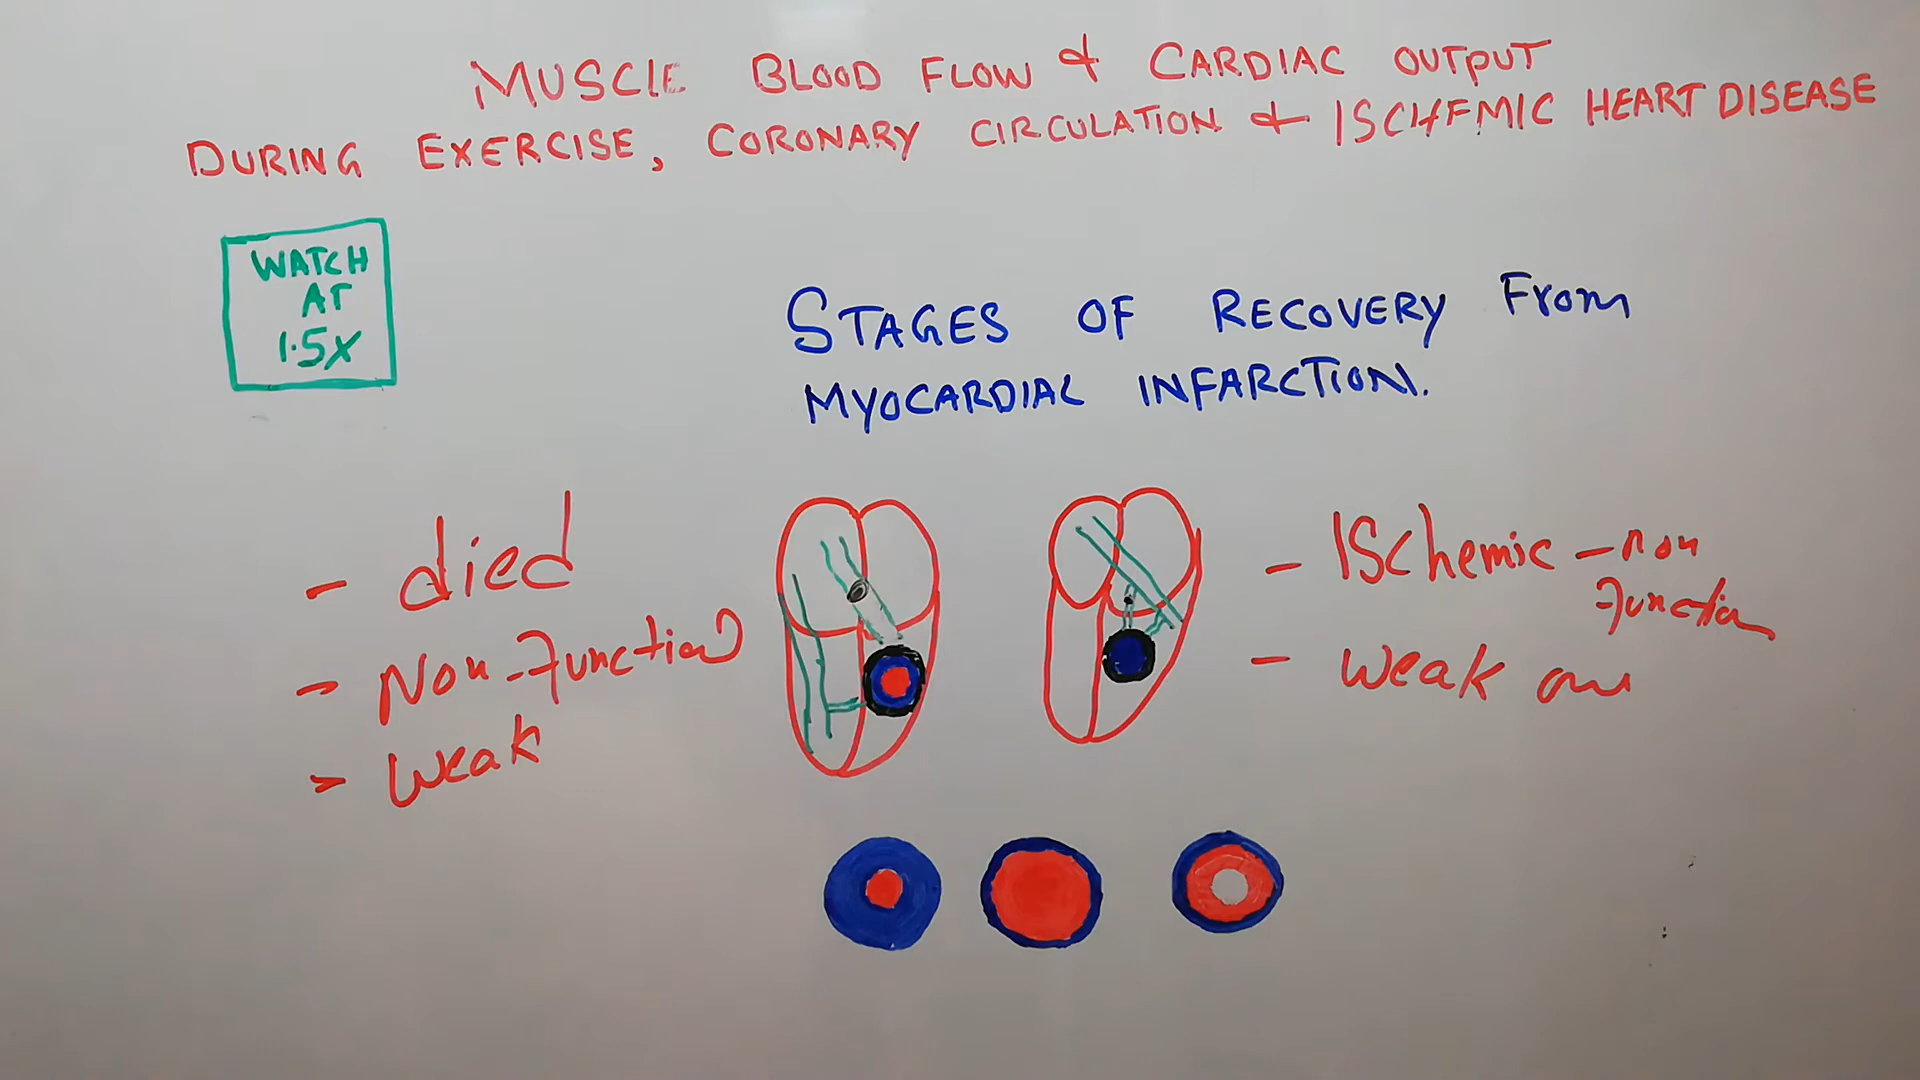 MUSCLE BLOOD FLOW & CARDIAC OUTPUT
DURING EXERCISE, CORONARY CIRCULATION & ISCHEMIC HEART DISEASE
WATCH
AT
1.5X
STAGES OF RECOVERY From
MYOCARDIAL INFARCTION.
- died
- Non-Function
- Weak
- ISchemic - non
Function
- Weak